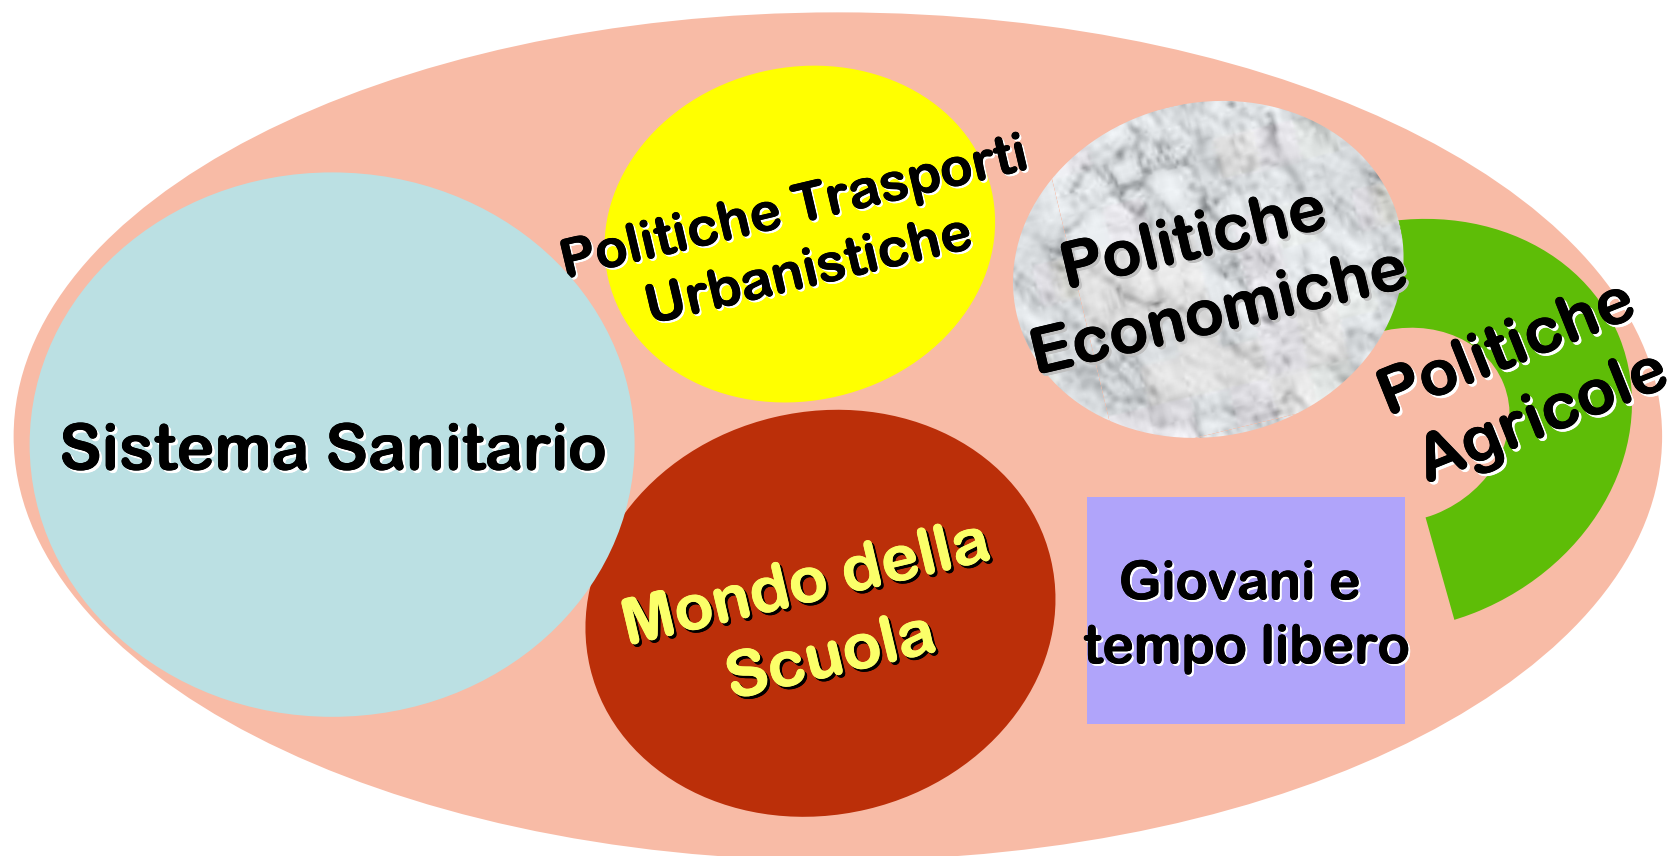 Politiche Trasporti
Urbanistiche
Politiche
Economiche
Politiche
Agricole
Sistema Sanitario
Mondo della
Scuola
Giovani e
tempo libero